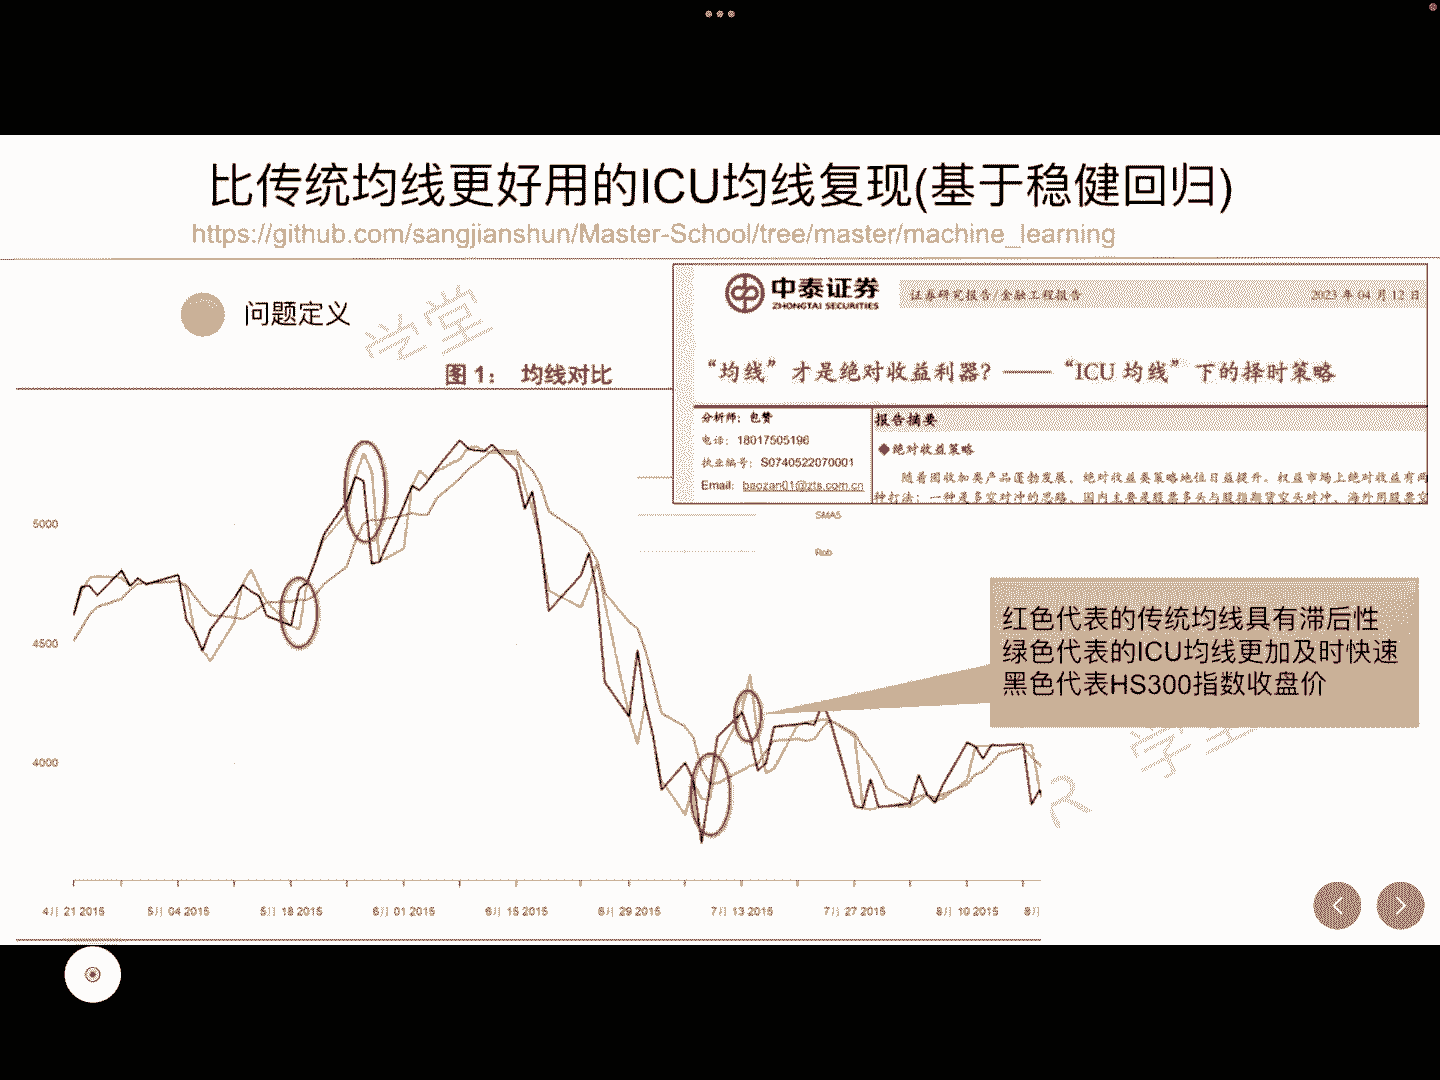 比传统均线更好用的ICU均线复现(基于稳健回归)
https://github.com/sangjianshun/Master-School/tree/master/machine_learning
问题定义
学堂
图 1： 均线对比
中泰证券
ZHONGTAI SECURITIES
证券研究报告/金融工程报告
2023 年 04 月 12 日
“均线”才是绝对收益利器？——“ICU 均线”下的择时策略
分析师：包赞
电话：18017505196
执业编号：S0740522070001
Email：baozan01@zts.com.cn
报告摘要
◆绝对收益策略
随着固收加类产品蓬勃发展，绝对收益类策略地位日益提升。权益市场上绝对收益有两
种打法：一种是多空对冲的思路，国内主要是股票多头与股指期货空头对冲，海外用股票空
SMA5
Rob
5000
4500
4000
红色代表的传统均线具有滞后性
绿色代表的ICU均线更加及时快速
黑色代表HS300指数收盘价
R 学堂
4月 21 2015
5月 04 2015
5月 18 2015
6月 01 2015
6月 15 2015
6月 29 2015
7月 13 2015
7月 27 2015
8月 10 2015
8月